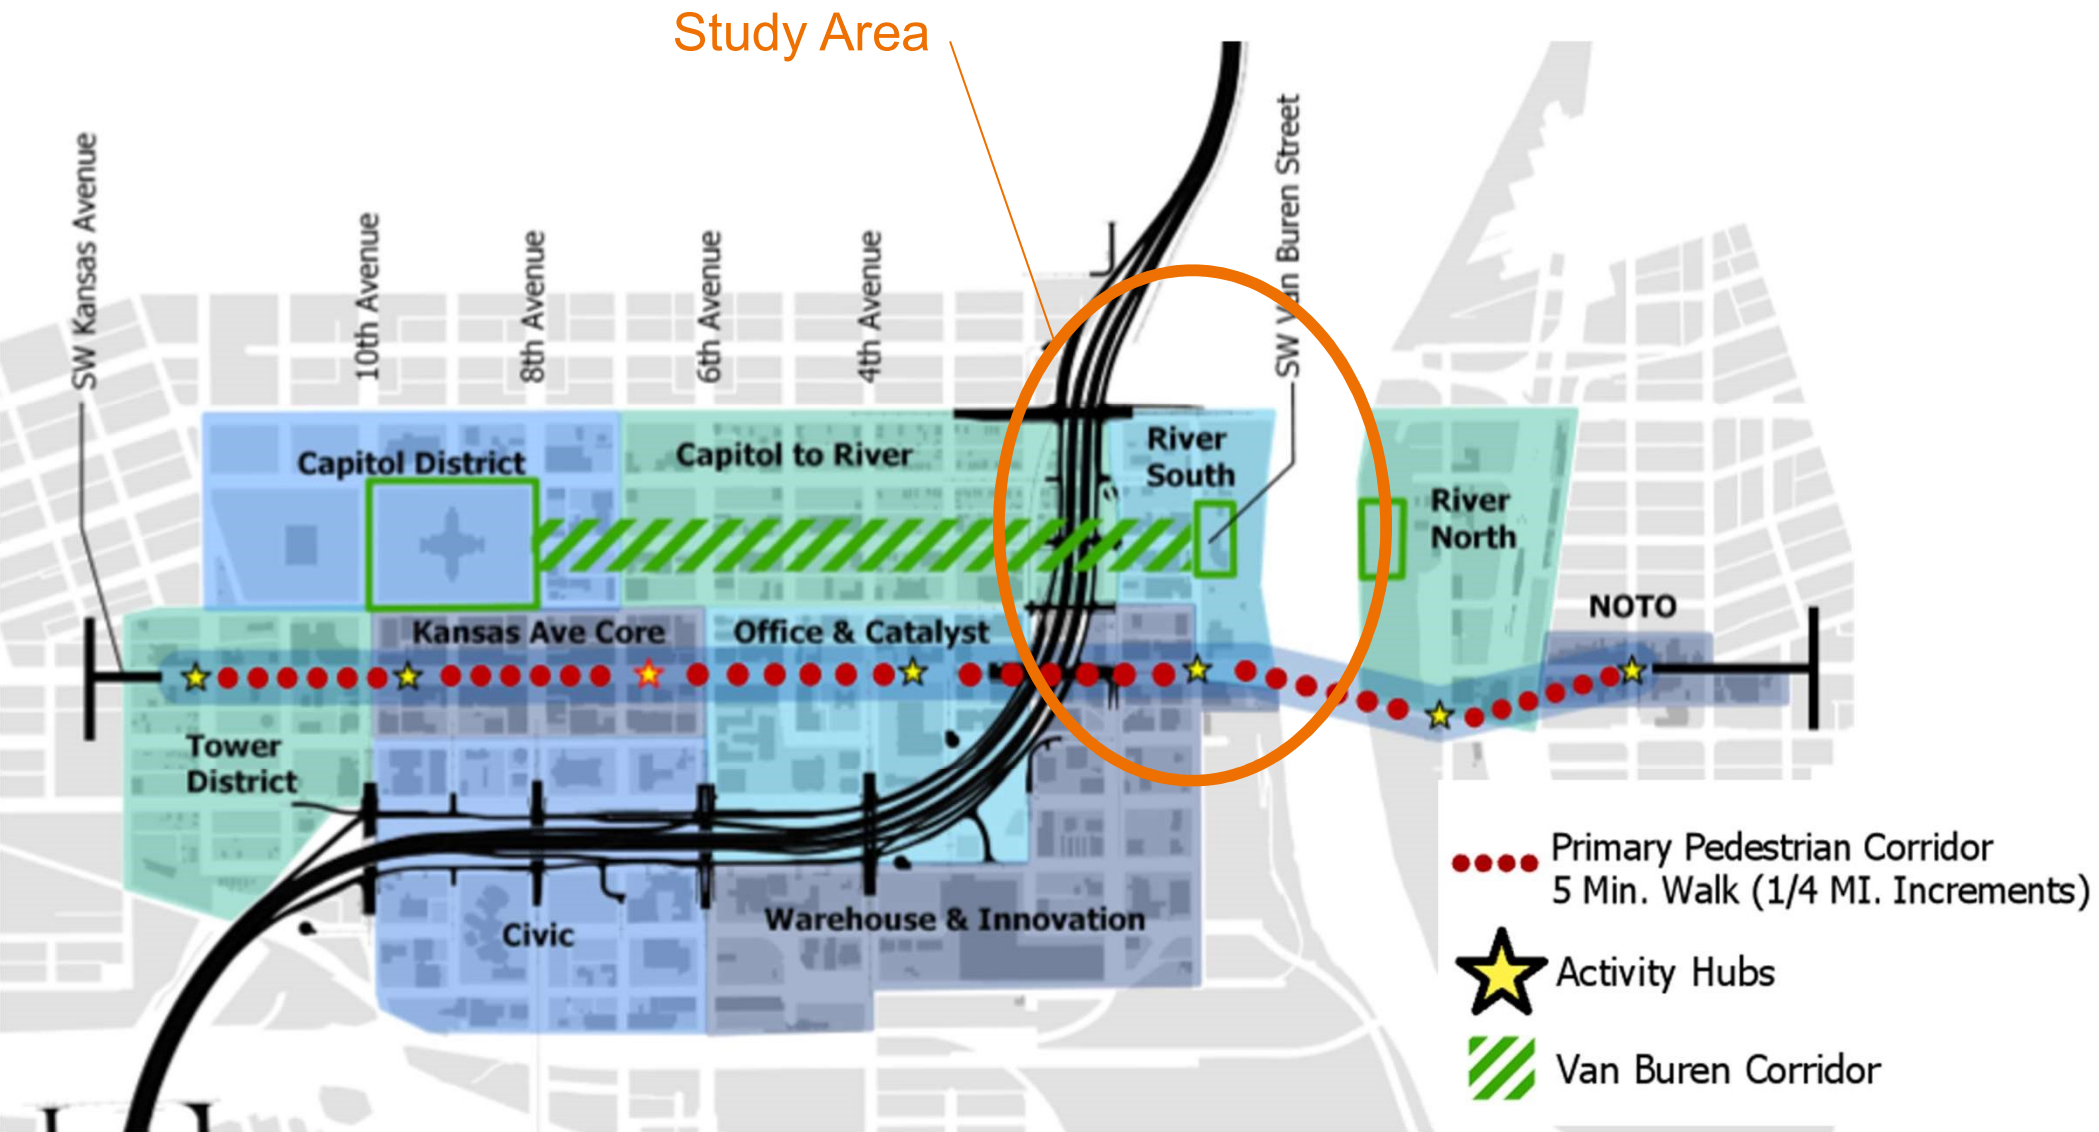 Study Area
SW Kansas Avenue
10th Avenue
8th Avenue
6th Avenue
4th Avenue
SW Van Buren Street
Capitol District
Capitol to River
River
South
River
North
NOTO
Kansas Ave Core
Office & Catalyst
Tower
District
Civic
Warehouse & Innovation
Primary Pedestrian Corridor
5 Min. Walk (1/4 MI. Increments)
Activity Hubs
Van Buren Corridor